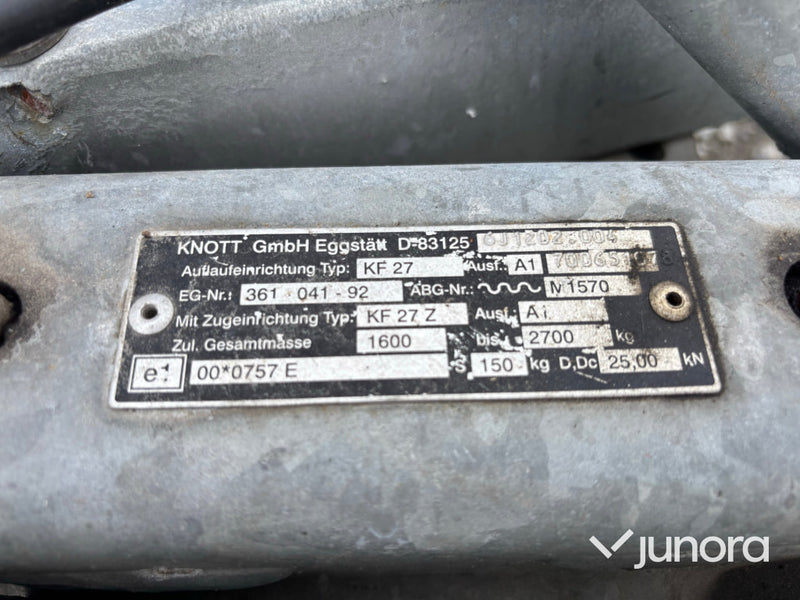 KNOTT GmbH Eggstätt D-83125
Auflaufeinrichtung Typ: KF 27 Ausf.: A1
EG-Nr.: 361-041-92 ABG-Nr.: M1570
Mit Zugeinrichtung Typ: KF 27 Z Ausf.: A1
Zul. Gesamtmasse 1600 bis 2700 kg
e1 00*0757 E S 150 kg D,Dc 25,00 kN
junora